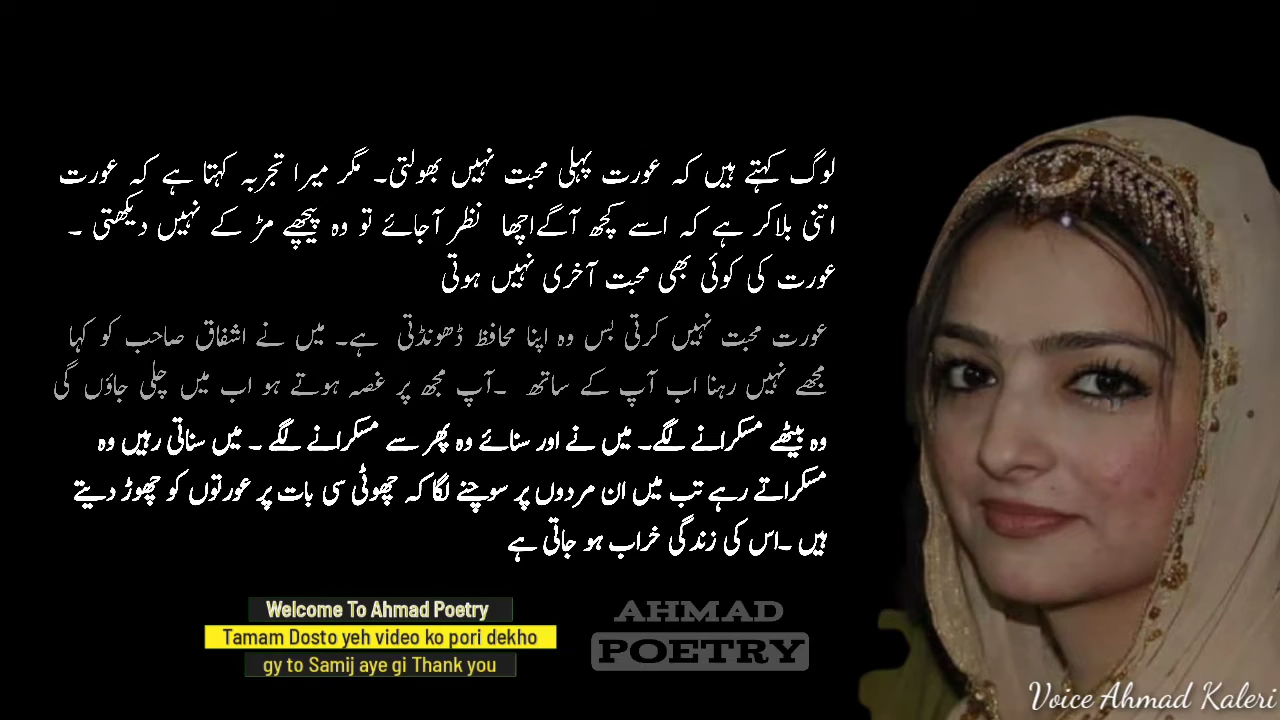 لوگ کہتے ہیں کہ عورت پہلی محبت نہیں بھولتی۔ مگر میرا تجربہ کہتا ہے کہ عورت
اتنی بلاکر ہے کہ اسے کچھ آگےاچھا نظر آجائے تو وہ پیچھے مڑ کے نہیں دیکھتی ۔
عورت کی کوئی بھی محبت آخری نہیں ہوتی
عورت محبت نہیں کرتی بس وہ اپنا محافظ ڈھونڈتی ہے۔ میں نے اشفاق صاحب کو کہا
مجھے نہیں رہنا اب آپ کے ساتھ ۔آپ مجھ پر غصہ ہوتے ہو اب میں چلی جاؤں گی
وہ بیٹھے مسکرانے لگے۔ میں نے اور سنائے وہ پھر سے مسکرانے لگے ۔ میں سناتی رہیں وہ
مسکراتے رہے تب میں ان مردوں پر سوچنے لگا کہ چھوٹی سی بات پر عورتوں کو چھوڑ دیتے
ہیں ۔اس کی زندگی خراب ہو جاتی ہے
Welcome To Ahmad Poetry
Tamam Dosto yeh video ko pori dekho
gy to Samij aye gi Thank you
AHMAD
POETRY
Voice Ahmad Kaleri